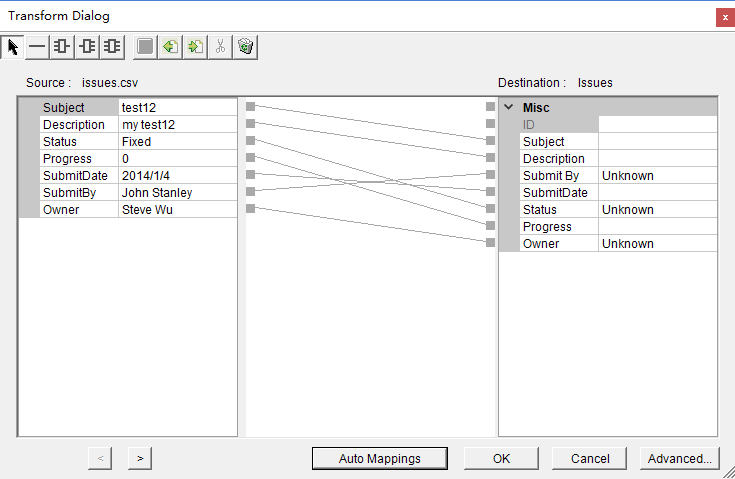 Transform Dialog
x
Source : issues.csv
Destination : Issues
Subject test12
Description my test12
Status Fixed
Progress 0
SubmitDate 2014/1/4
SubmitBy John Stanley
Owner Steve Wu
Misc
ID
Subject
Description
Submit By Unknown
SubmitDate
Status Unknown
Progress
Owner Unknown
< > Auto Mappings OK Cancel Advanced...